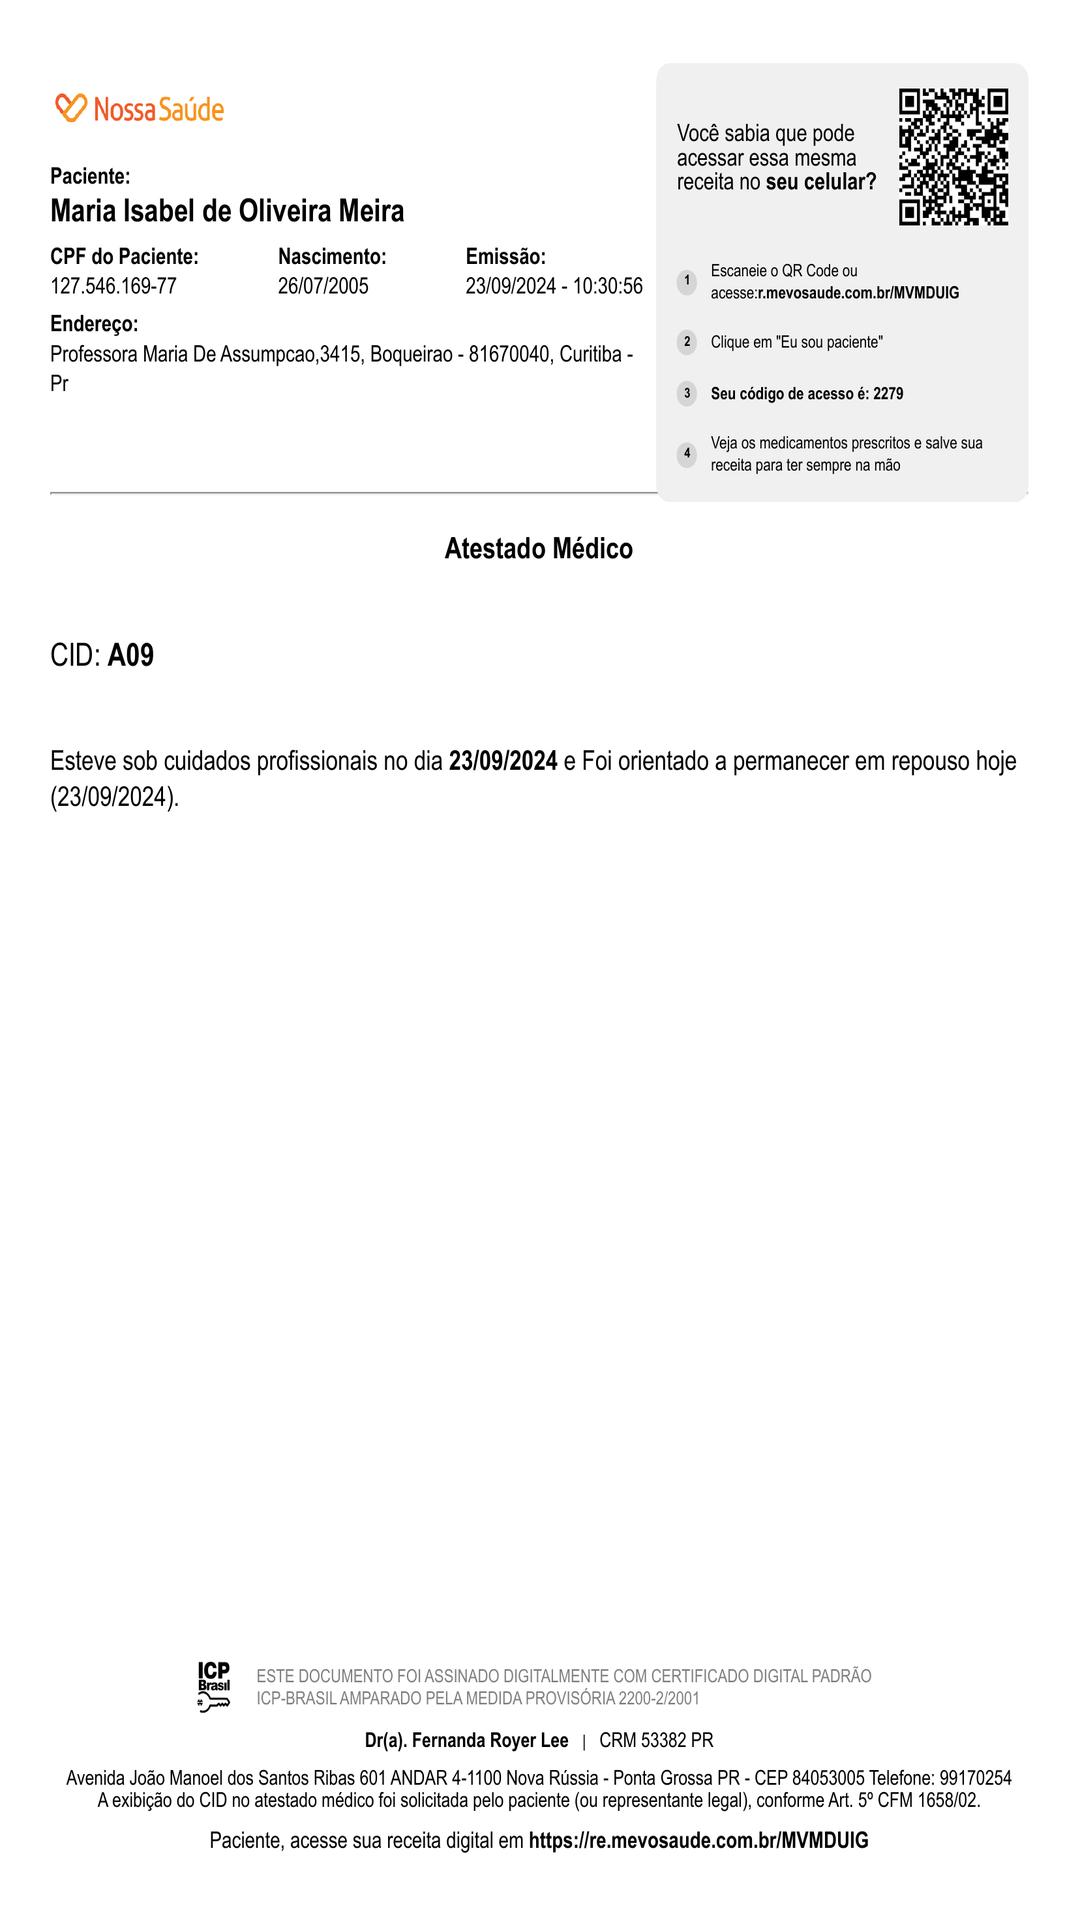 Nossa Saúde
Paciente:
Maria Isabel de Oliveira Meira
CPF do Paciente: Nascimento: Emissão:
127.546.169-77 26/07/2005 23/09/2024 - 10:30:56
Endereço:
Professora Maria De Assumpcao,3415, Boqueirao - 81670040, Curitiba -
Pr
Você sabia que pode
acessar essa mesma
receita no seu celular?
1 Escaneie o QR Code ou
acesse:r.mevosaude.com.br/MVMDUIG
2 Clique em "Eu sou paciente"
3 Seu código de acesso é: 2279
4 Veja os medicamentos prescritos e salve sua
receita para ter sempre na mão
Atestado Médico
CID: A09
Esteve sob cuidados profissionais no dia 23/09/2024 e Foi orientado a permanecer em repouso hoje
(23/09/2024).
ICP
Brasil
ESTE DOCUMENTO FOI ASSINADO DIGITALMENTE COM CERTIFICADO DIGITAL PADRÃO
ICP-BRASIL AMPARADO PELA MEDIDA PROVISÓRIA 2200-2/2001
Dr(a). Fernanda Royer Lee | CRM 53382 PR
Avenida João Manoel dos Santos Ribas 601 ANDAR 4-1100 Nova Rússia - Ponta Grossa PR - CEP 84053005 Telefone: 99170254
A exibição do CID no atestado médico foi solicitada pelo paciente (ou representante legal), conforme Art. 5º CFM 1658/02.
Paciente, acesse sua receita digital em https://re.mevosaude.com.br/MVMDUIG